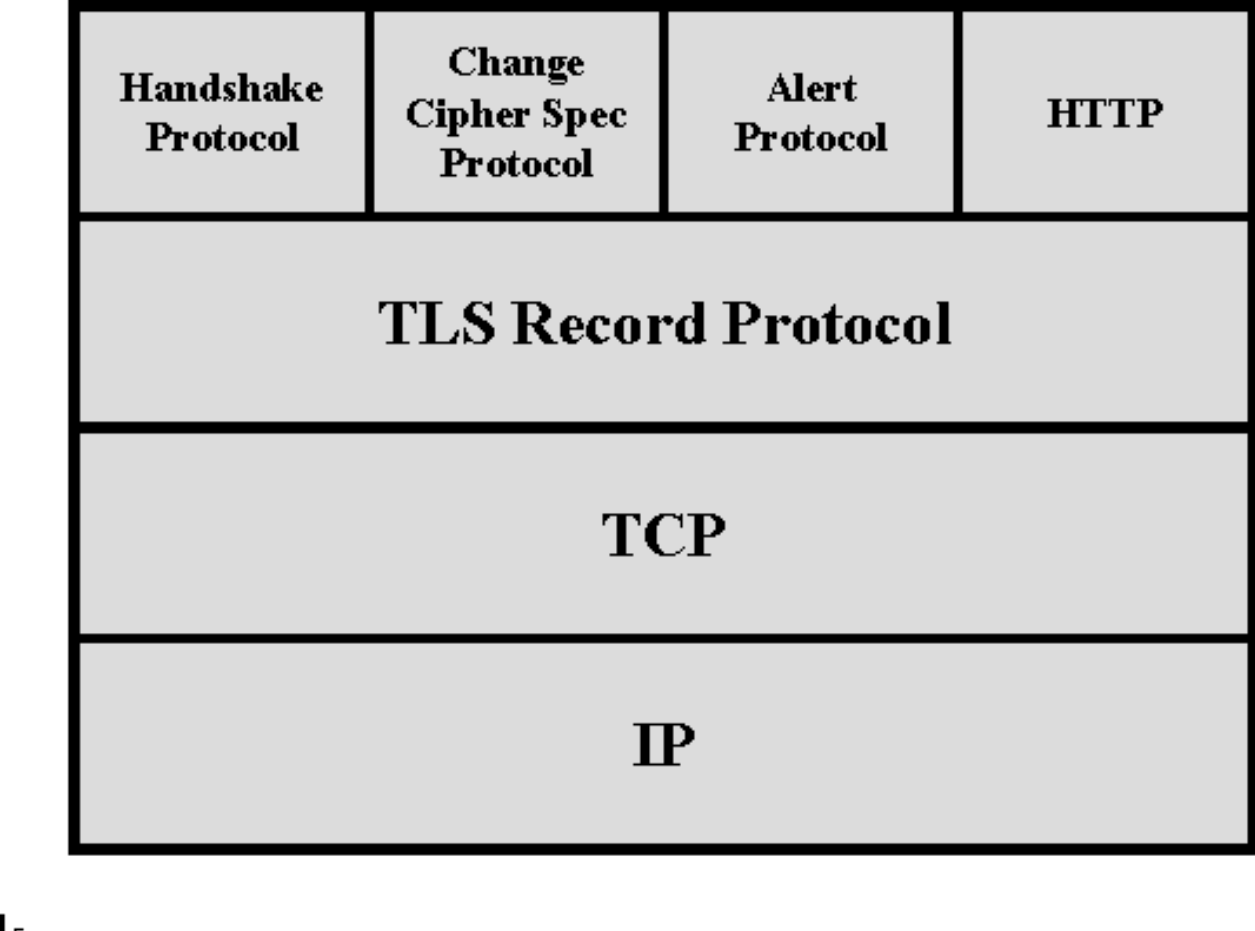 Handshake
Protocol
Change
Cipher Spec
Protocol
Alert
Protocol
HTTP
TLS Record Protocol
TCP
IP